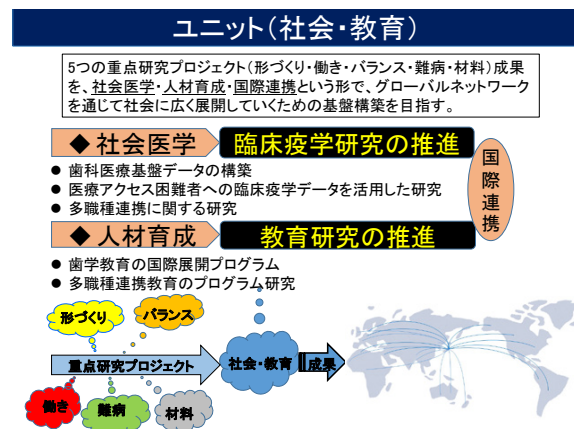 ユニット（社会・教育）
5つの重点研究プロジェクト（形づくり・働き・バランス・難病・材料）成果
を、社会医学・人材育成・国際連携という形で、グローバルネットワーク
を通じて社会に広く展開していくための基盤構築を目指す。
◆社会医学 臨床疫学研究の推進
● 歯科医療基盤データの構築
● 医療アクセス困難者への臨床疫学データを活用した研究
● 多職種連携に関する研究
国際連携
◆人材育成 教育研究の推進
● 歯学教育の国際展開プログラム
● 多職種連携教育のプログラム研究
形づくり バランス
重点研究プロジェクト 社会・教育 成果
働き 難病 材料